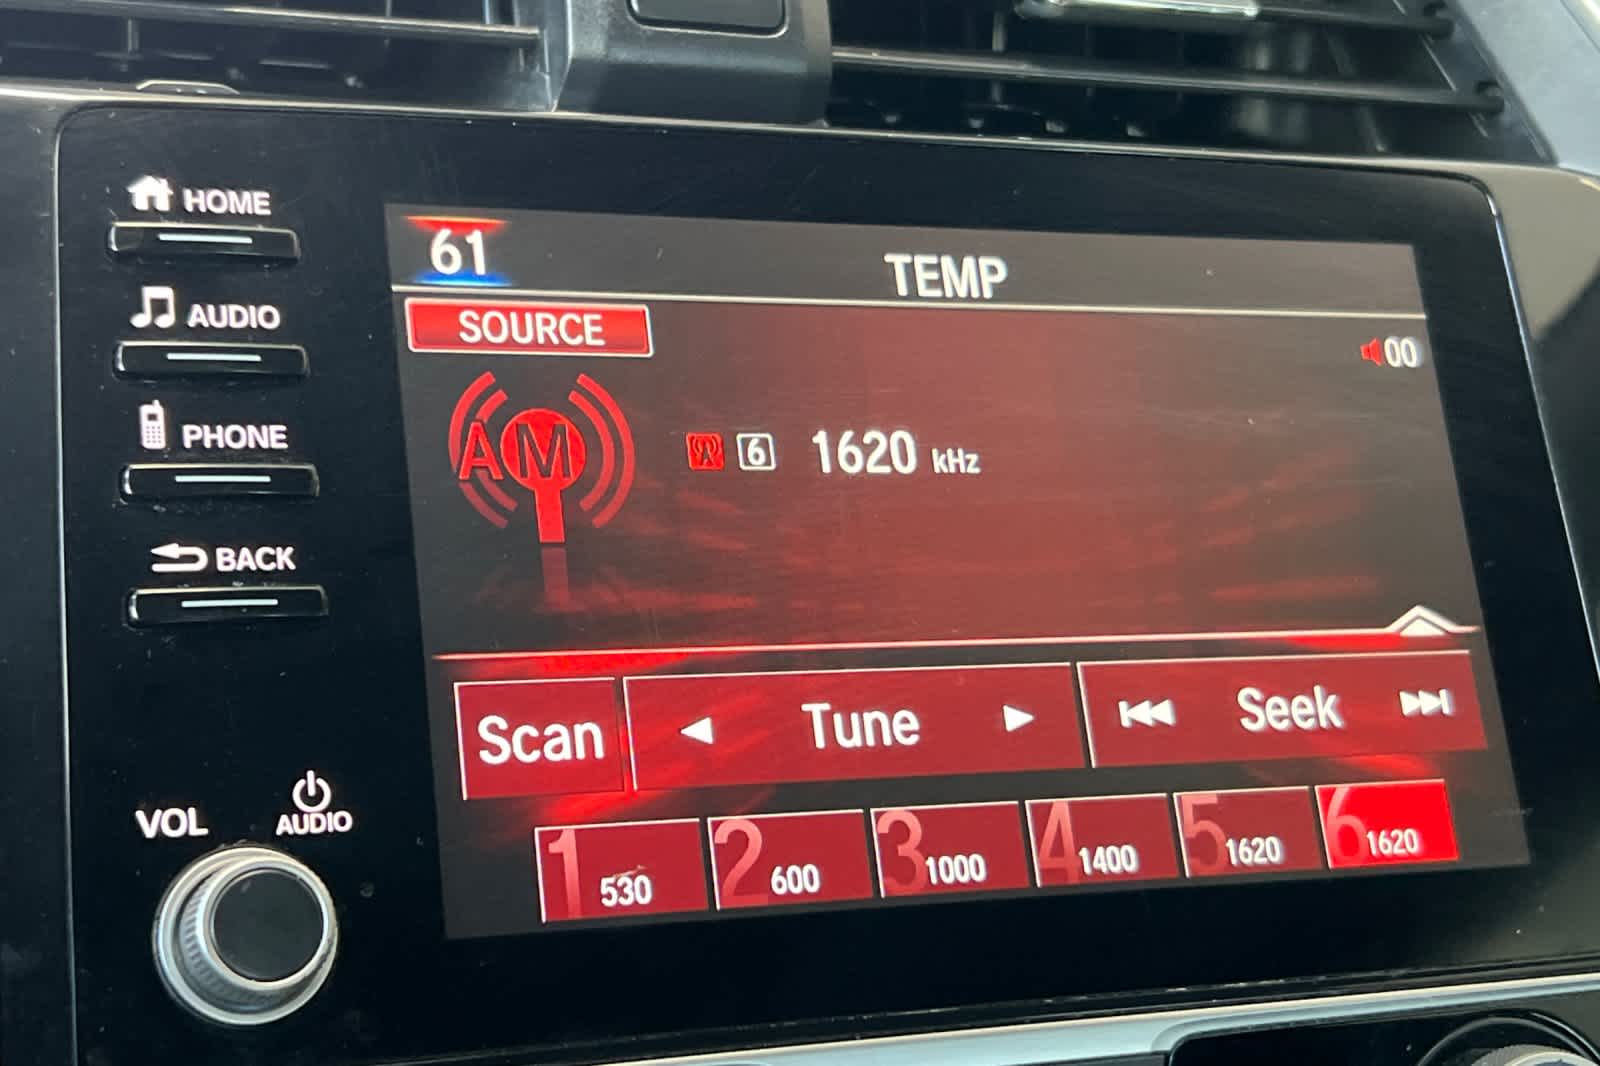 HOME
AUDIO
PHONE
BACK
VOL
AUDIO
61
TEMP
SOURCE
00
AM
6 1620 kHz
Scan
Tune
Seek
1 530
2 600
3 1000
4 1400
5 1620
6 1620